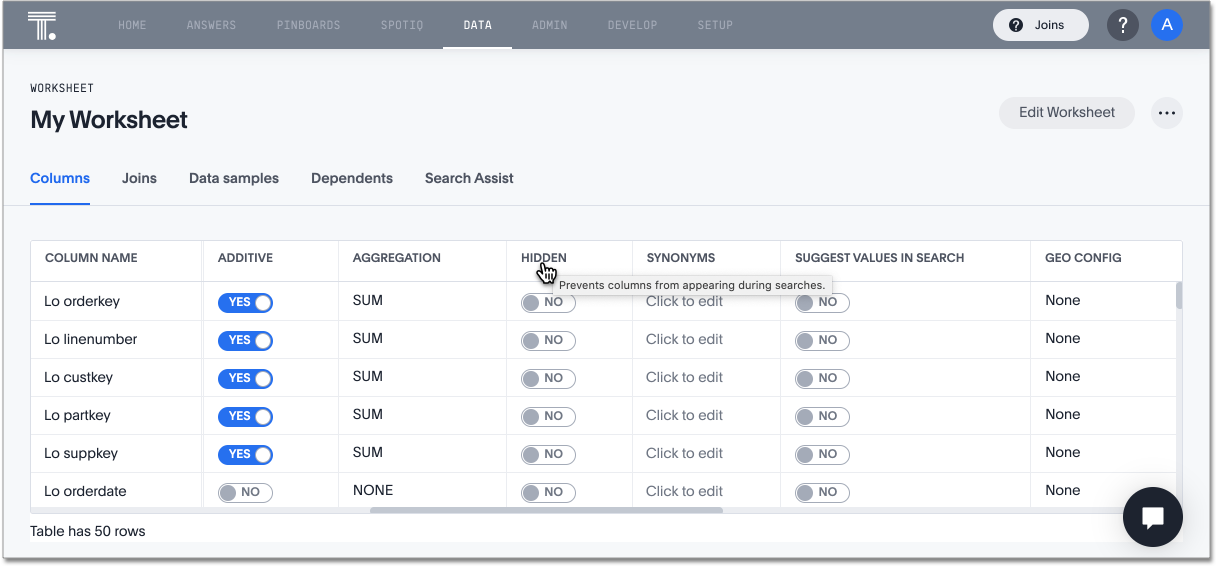 T. HOME ANSWERS PINBOARDS SPOTIQ DATA ADMIN DEVELOP SETUP ? Joins ? A
WORKSHEET
My Worksheet
Edit Worksheet ...
Columns Joins Data samples Dependents Search Assist
COLUMN NAME ADDITIVE AGGREGATION HIDDEN SYNONYMS SUGGEST VALUES IN SEARCH GEO CONFIG
Prevents columns from appearing during searches.
Lo orderkey YES SUM NO Click to edit NO None
Lo linenumber YES SUM NO Click to edit NO None
Lo custkey YES SUM NO Click to edit NO None
Lo partkey YES SUM NO Click to edit NO None
Lo suppkey YES SUM NO Click to edit NO None
Lo orderdate NO NONE NO Click to edit NO None
Table has 50 rows